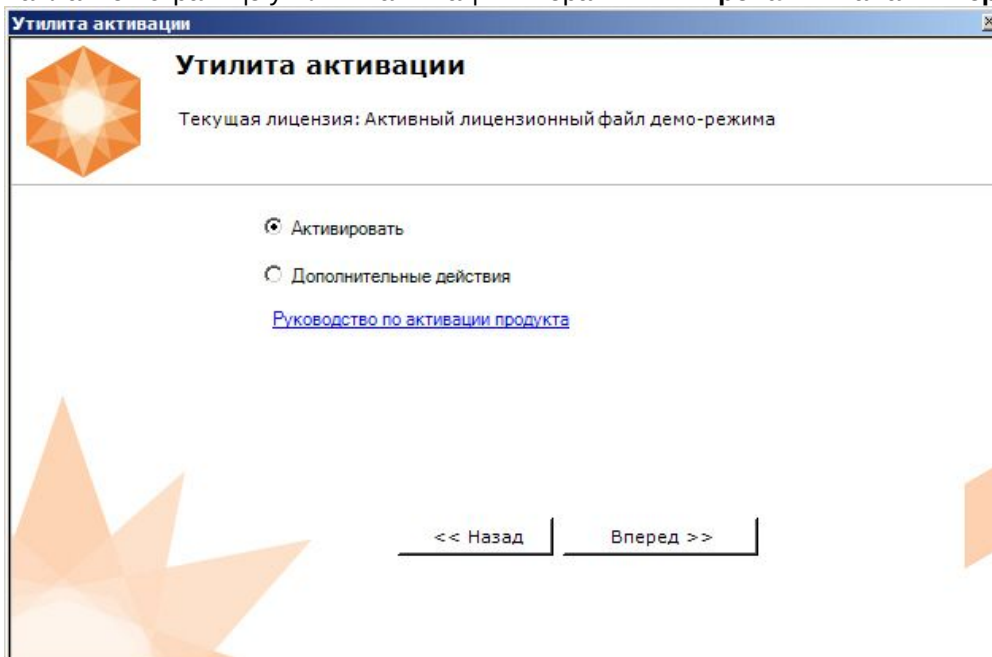 Утилита активации
Утилита активации
Текущая лицензия: Активный лицензионный файл демо-режима
Активировать
Дополнительные действия
Руководство по активации продукта
<< Назад
Вперед >>